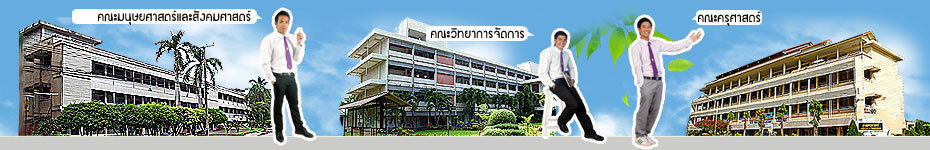 คณะมนุษยศาสตร์และสังคมศาสตร์
คณะวิทยาการจัดการ
คณะครุศาสตร์